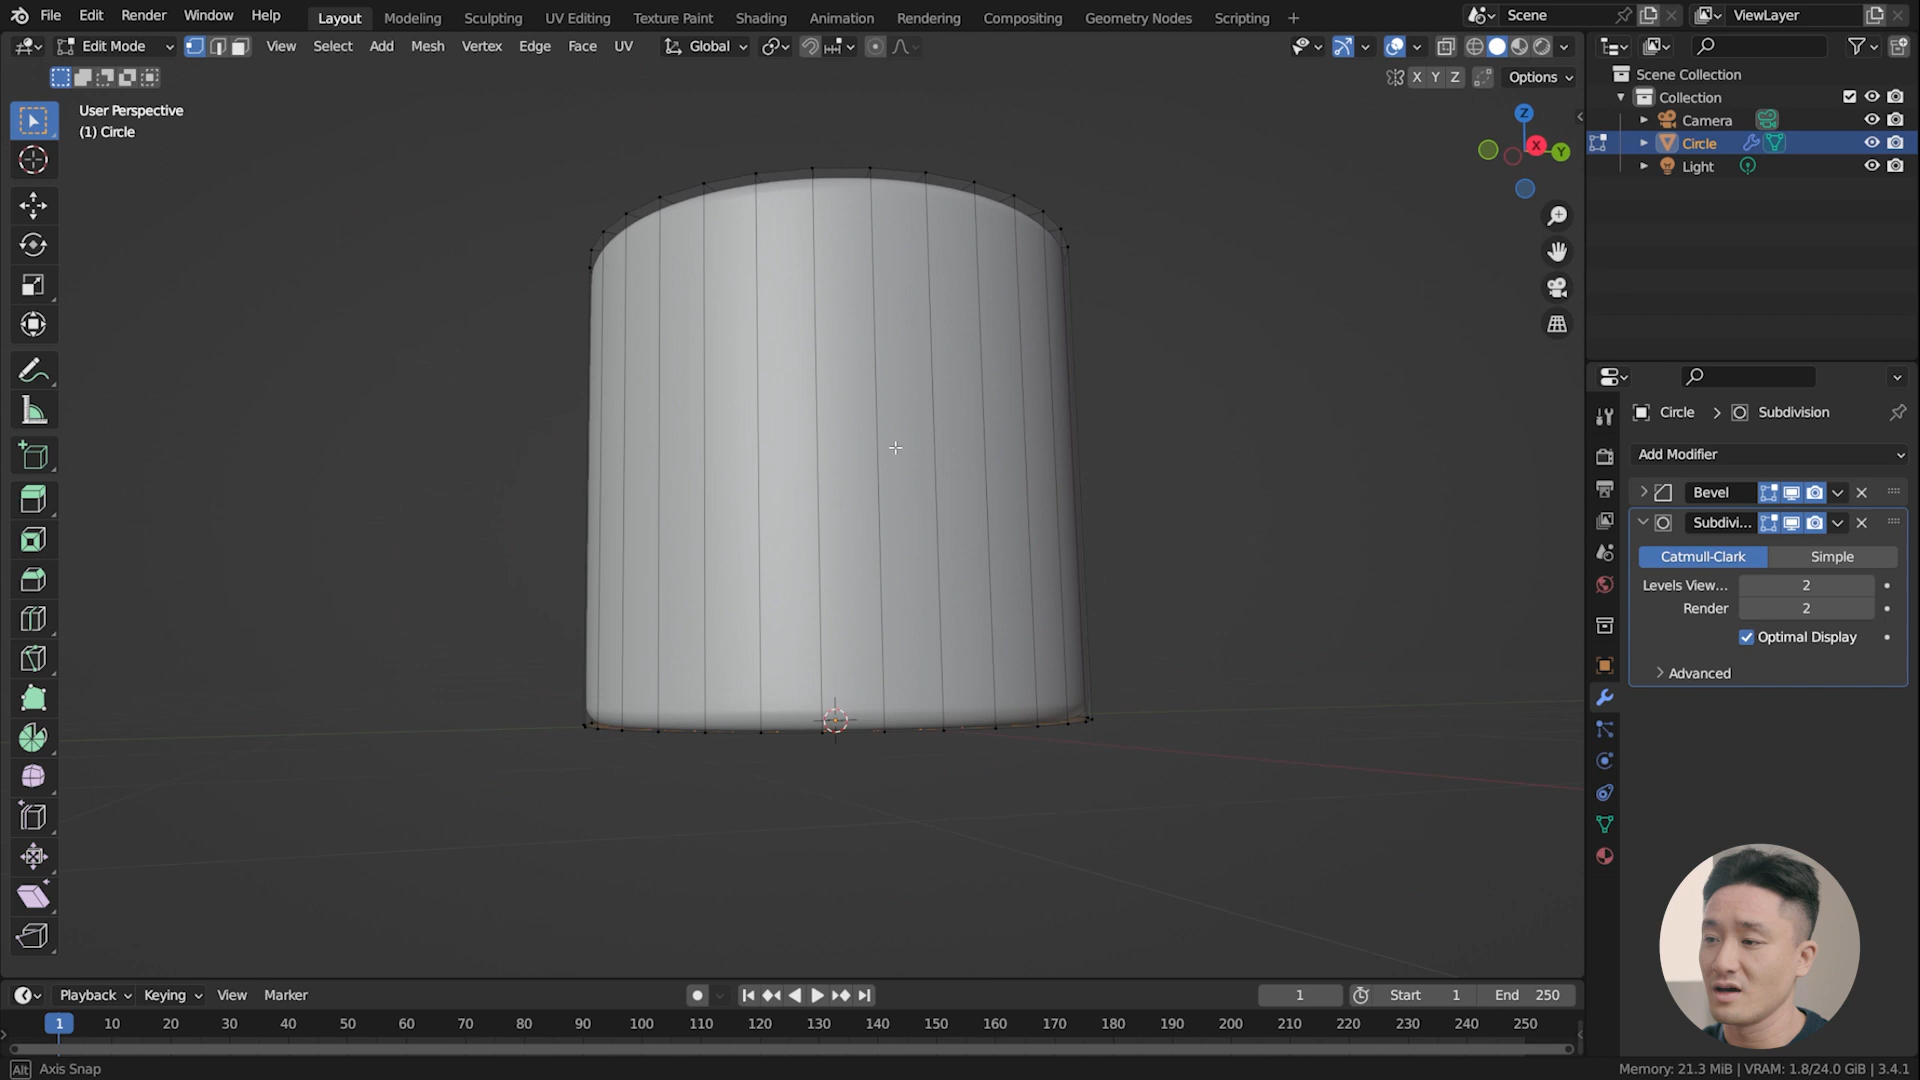 File Edit Render Window Help Layout Modeling Sculpting UV Editing Texture Paint Shading Animation Rendering Compositing Geometry Nodes Scripting + Scene ViewLayer
Edit Mode View Select Add Mesh Vertex Edge Face UV Global
X Y Z Options
User Perspective
(1) Circle
Z
X
Y
Scene Collection
Collection
Camera
Circle
Light
Circle > Subdivision
Add Modifier
Bevel
Subdivi...
Catmull-Clark Simple
Levels View... 2
Render 2
Optimal Display
Advanced
Playback Keying View Marker 1 Start 1 End 250
1 10 20 30 40 50 60 70 80 90 100 110 120 130 140 150 160 170 180 190 200 210 220 230 240 250
Alt Axis Snap
Memory: 21.3 MiB | VRAM: 1.8/24.0 GiB | 3.4.1